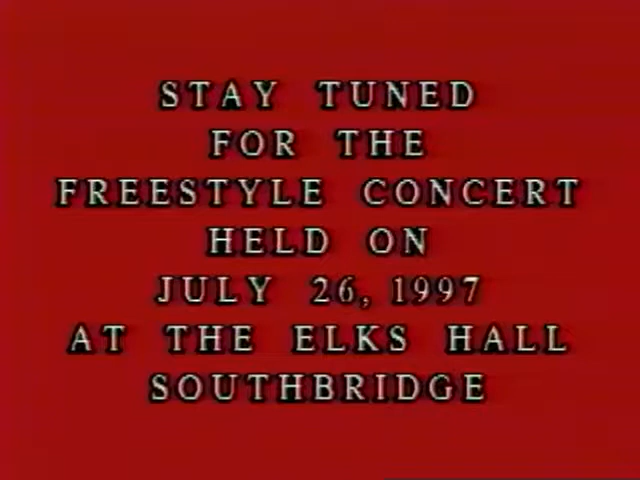 STAY TUNED
FOR THE
FREESTYLE CONCERT
HELD ON
JULY 26, 1997
AT THE ELKS HALL
SOUTHBRIDGE